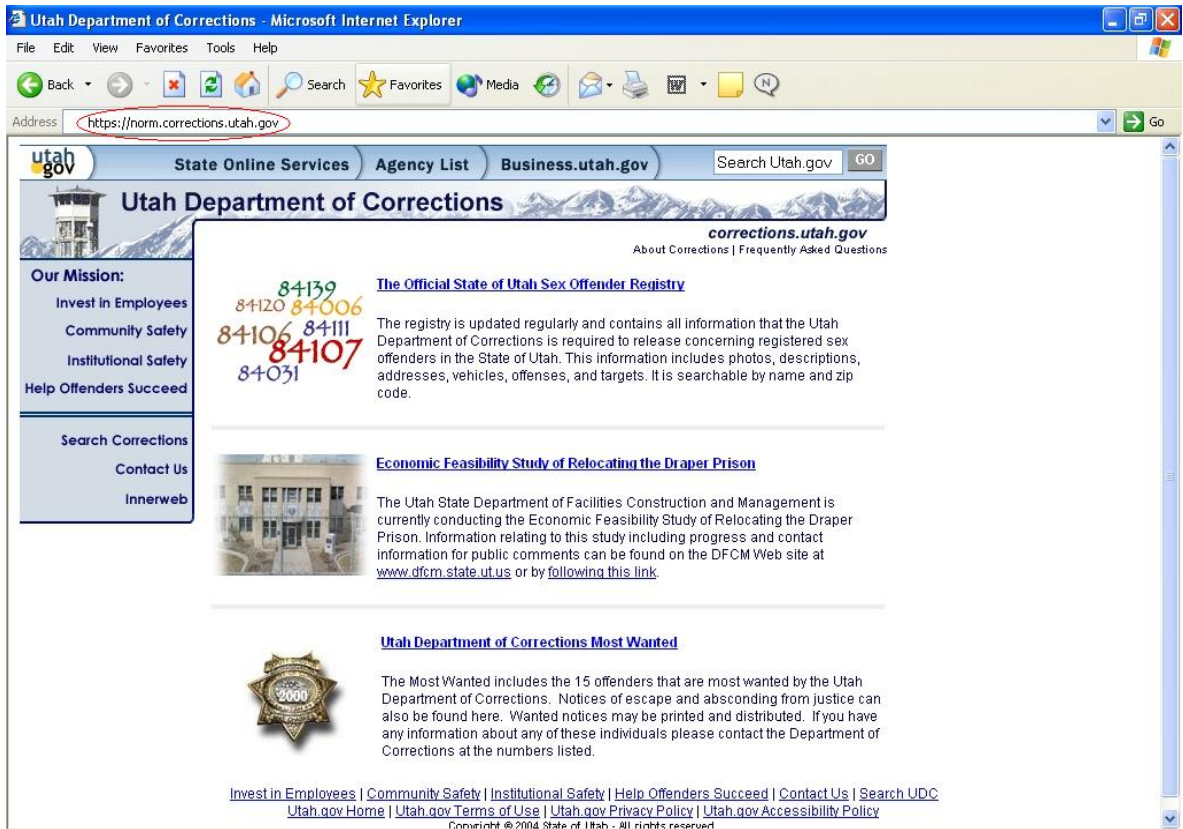 Utah Department of Corrections - Microsoft Internet Explorer
File Edit View Favorites Tools Help
Back Search Favorites Media
Address https://norm.corrections.utah.gov Go
utah gov
State Online Services Agency List Business.utah.gov Search Utah.gov GO
Utah Department of Corrections
corrections.utah.gov
About Corrections | Frequently Asked Questions
Our Mission:
Invest in Employees
Community Safety
Institutional Safety
Help Offenders Succeed
Search Corrections
Contact Us
Innerweb
84139
84120 84006
84106 84111
84107
84031
The Official State of Utah Sex Offender Registry
The registry is updated regularly and contains all information that the Utah
Department of Corrections is required to release concerning registered sex
offenders in the State of Utah. This information includes photos, descriptions,
addresses, vehicles, offenses, and targets. It is searchable by name and zip
code.
Economic Feasibility Study of Relocating the Draper Prison
The Utah State Department of Facilities Construction and Management is
currently conducting the Economic Feasibility Study of Relocating the Draper
Prison. Information relating to this study including progress and contact
information for public comments can be found on the DFCM Web site at
www.dfcm.state.ut.us or by following this link.
2000
Utah Department of Corrections Most Wanted
The Most Wanted includes the 15 offenders that are most wanted by the Utah
Department of Corrections. Notices of escape and absconding from justice can
also be found here. Wanted notices may be printed and distributed. If you have
any information about any of these individuals please contact the Department of
Corrections at the numbers listed.
Invest in Employees | Community Safety | Institutional Safety | Help Offenders Succeed | Contact Us | Search UDC
Utah.gov Home | Utah.gov Terms of Use | Utah.gov Privacy Policy | Utah.gov Accessibility Policy
Copyright © 2004 State of Utah - All rights reserved